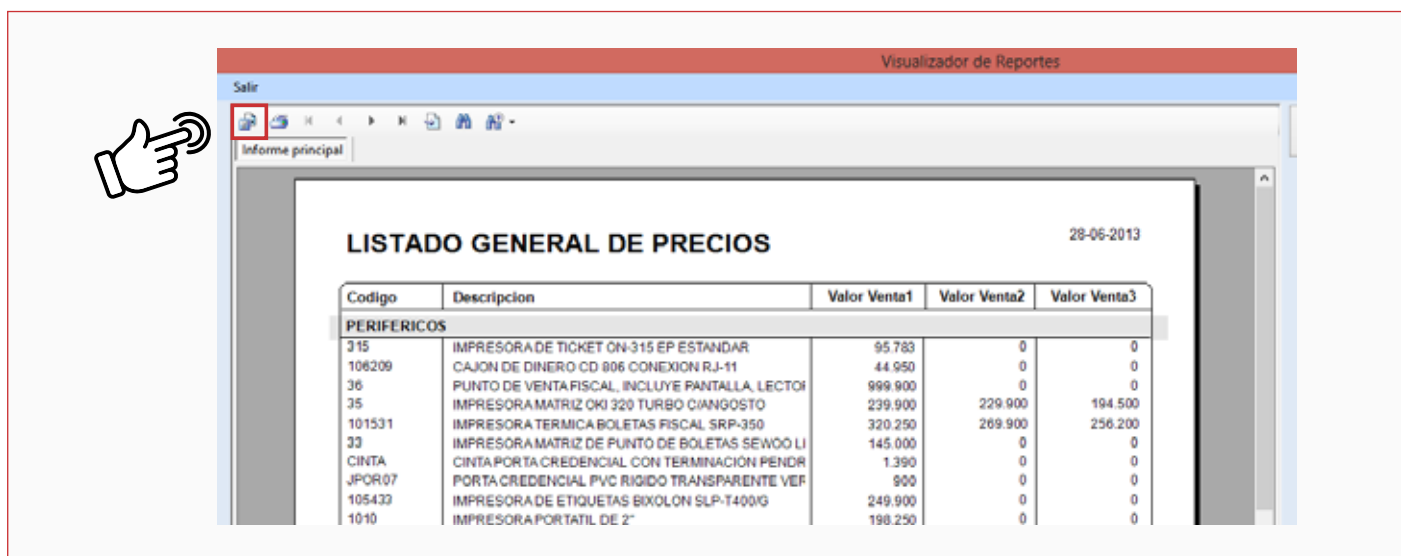 Visualizador de Reportes
Salir
Informe principal
LISTADO GENERAL DE PRECIOS 28-06-2013
Codigo Descripcion Valor Venta1 Valor Venta2 Valor Venta3
PERIFERICOS
315 IMPRESORA DE TICKET ON-315 EP ESTANDAR 95.783 0 0
106209 CAJON DE DINERO CD 806 CONEXION RJ-11 44.950 0 0
36 PUNTO DE VENTA FISCAL, INCLUYE PANTALLA, LECTOR 999.900 0 0
35 IMPRESORA MATRIZ OKI 320 TURBO C/ANGOSTO 239.900 229.900 194.500
101531 IMPRESORA TERMICA BOLETAS FISCAL SRP-350 320.250 269.900 256.200
33 IMPRESORA MATRIZ DE PUNTO DE BOLETAS SEWOO LI 145.000 0 0
CINTA CINTA PORTA CREDENCIAL CON TERMINACION PENDR 1.390 0 0
JPOR07 PORTA CREDENCIAL PVC RIGIDO TRANSPARENTE VER 900 0 0
105433 IMPRESORA DE ETIQUETAS BIXOLON SLP-T400/G 249.900 0 0
1010 IMPRESORA PORTATIL DE 2" 198.250 0 0